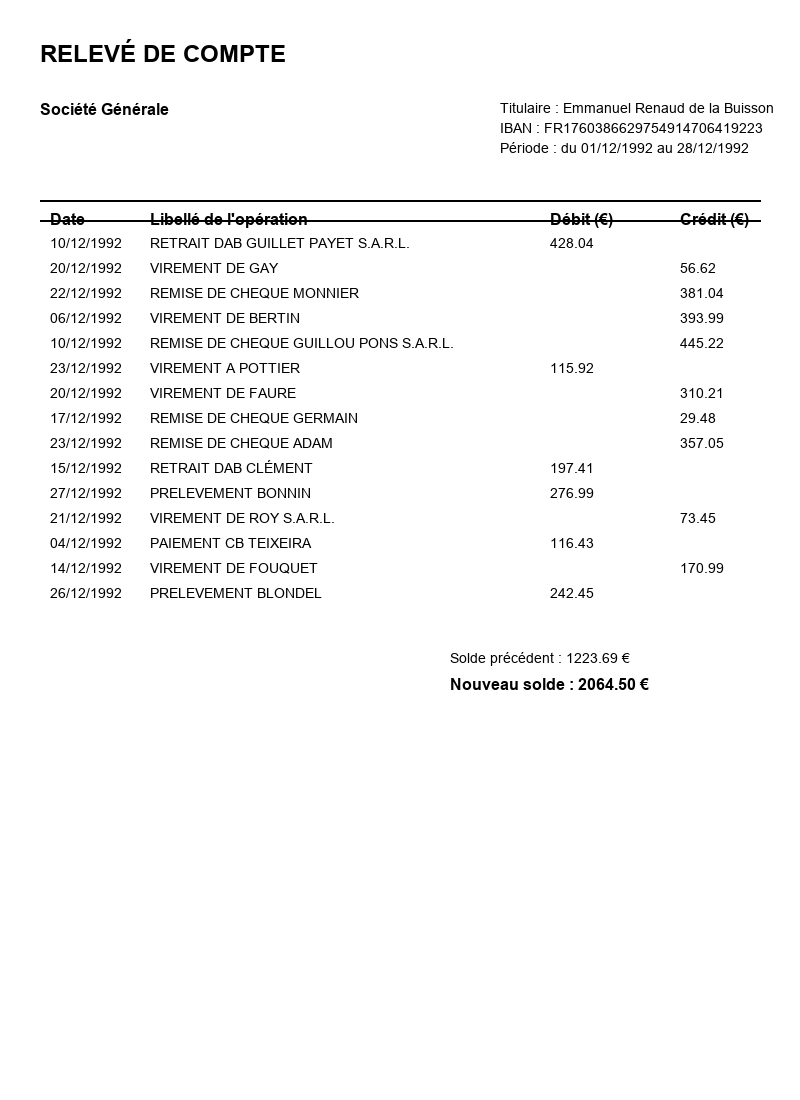 RELEVÉ DE COMPTE
Société Générale
Titulaire : Emmanuel Renaud de la Buisson
IBAN : FR1760386629754914706419223
Période : du 01/12/1992 au 28/12/1992
Date Libellé de l'opération Débit (€) Crédit (€)
10/12/1992 RETRAIT DAB GUILLET PAYET S.A.R.L. 428.04
20/12/1992 VIREMENT DE GAY 56.62
22/12/1992 REMISE DE CHEQUE MONNIER 381.04
06/12/1992 VIREMENT DE BERTIN 393.99
10/12/1992 REMISE DE CHEQUE GUILLOU PONS S.A.R.L. 445.22
23/12/1992 VIREMENT A POTTIER 115.92
20/12/1992 VIREMENT DE FAURE 310.21
17/12/1992 REMISE DE CHEQUE GERMAIN 29.48
23/12/1992 REMISE DE CHEQUE ADAM 357.05
15/12/1992 RETRAIT DAB CLÉMENT 197.41
27/12/1992 PRELEVEMENT BONNIN 276.99
21/12/1992 VIREMENT DE ROY S.A.R.L. 73.45
04/12/1992 PAIEMENT CB TEIXEIRA 116.43
14/12/1992 VIREMENT DE FOUQUET 170.99
26/12/1992 PRELEVEMENT BLONDEL 242.45
Solde précédent : 1223.69 €
Nouveau solde : 2064.50 €